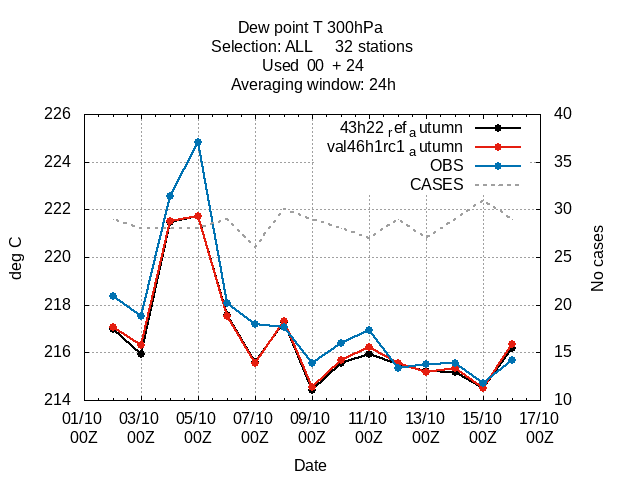 Dew point T 300hPa
Selection: ALL 32 stations
Used 00 + 24
Averaging window: 24h
226 40
43h22 refa utumn
224 35
val46h1rc1 a utumn
OBS
CASES
222 30
220 25
218 20
216 15
214 10
deg C
No cases
01/10 03/10 05/10 07/10 09/10 11/10 13/10 15/10 17/10
00Z 00Z 00Z 00Z 00Z 00Z 00Z 00Z 00Z
Date